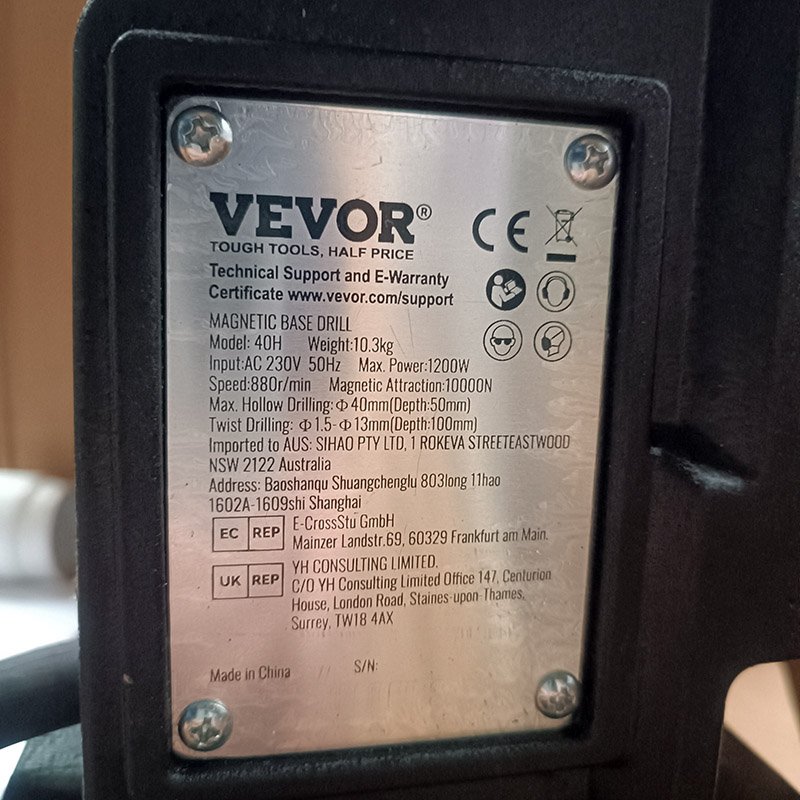 VEVOR®
TOUGH TOOLS, HALF PRICE
Technical Support and E-Warranty
Certificate www.vevor.com/support
CE
MAGNETIC BASE DRILL
Model: 40H Weight:10.3kg
Input:AC 230V 50Hz Max. Power:1200W
Speed:880r/min Magnetic Attraction:10000N
Max. Hollow Drilling:Φ40mm(Depth:50mm)
Twist Drilling: Φ1.5-Φ13mm(Depth:100mm)
Imported to AUS: SIHAO PTY LTD, 1 ROKEVA STREETEASTWOOD
NSW 2122 Australia
Address: Baoshanqu Shuangchenglu 803long 11hao
1602A-1609shi Shanghai
EC REP
E-CrossStu GmbH
Mainzer Landstr.69, 60329 Frankfurt am Main.
UK REP
YH CONSULTING LIMITED.
C/O YH Consulting Limited Office 147, Centurion
House, London Road, Staines-upon-Thames,
Surrey, TW18 4AX
Made in China S/N: